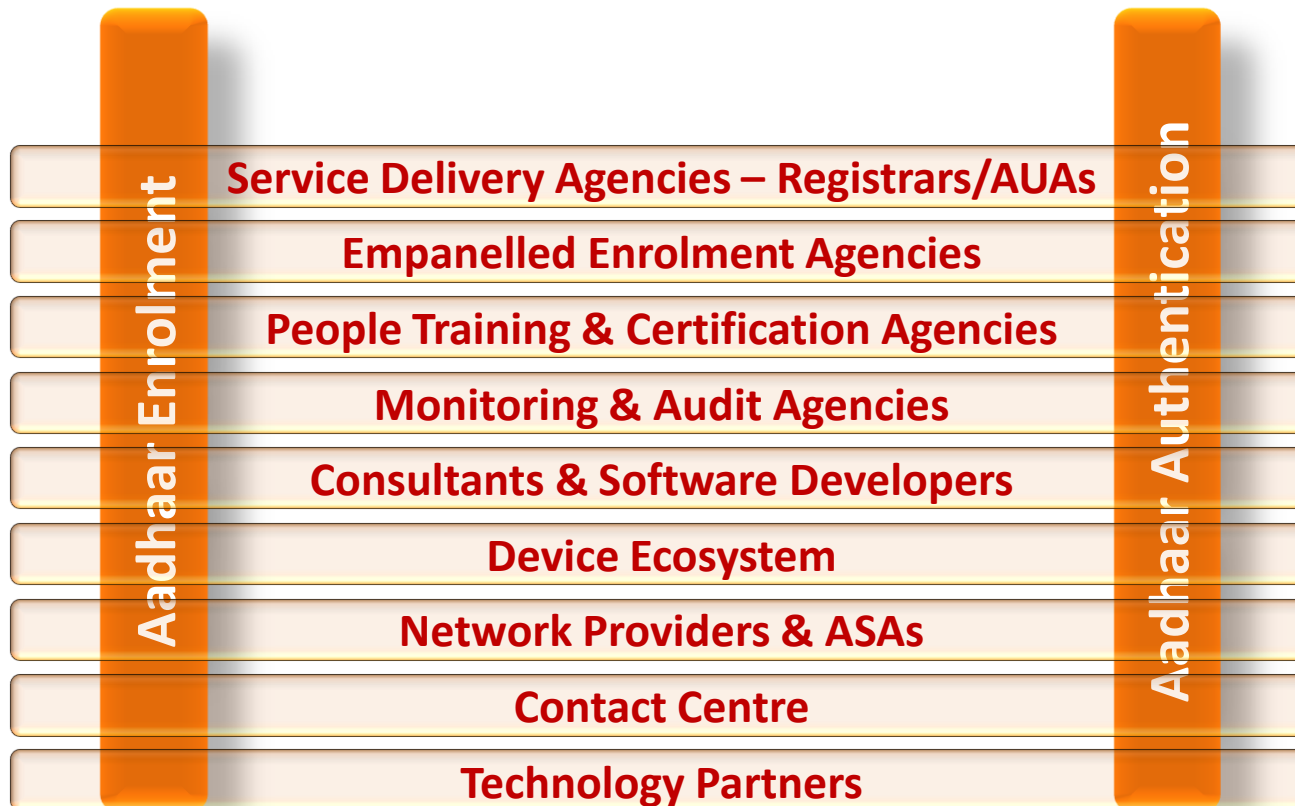 Aadhaar Enrolment
Service Delivery Agencies – Registrars/AUAs
Empanelled Enrolment Agencies
People Training & Certification Agencies
Monitoring & Audit Agencies
Consultants & Software Developers
Device Ecosystem
Network Providers & ASAs
Contact Centre
Technology Partners
Aadhaar Authentication